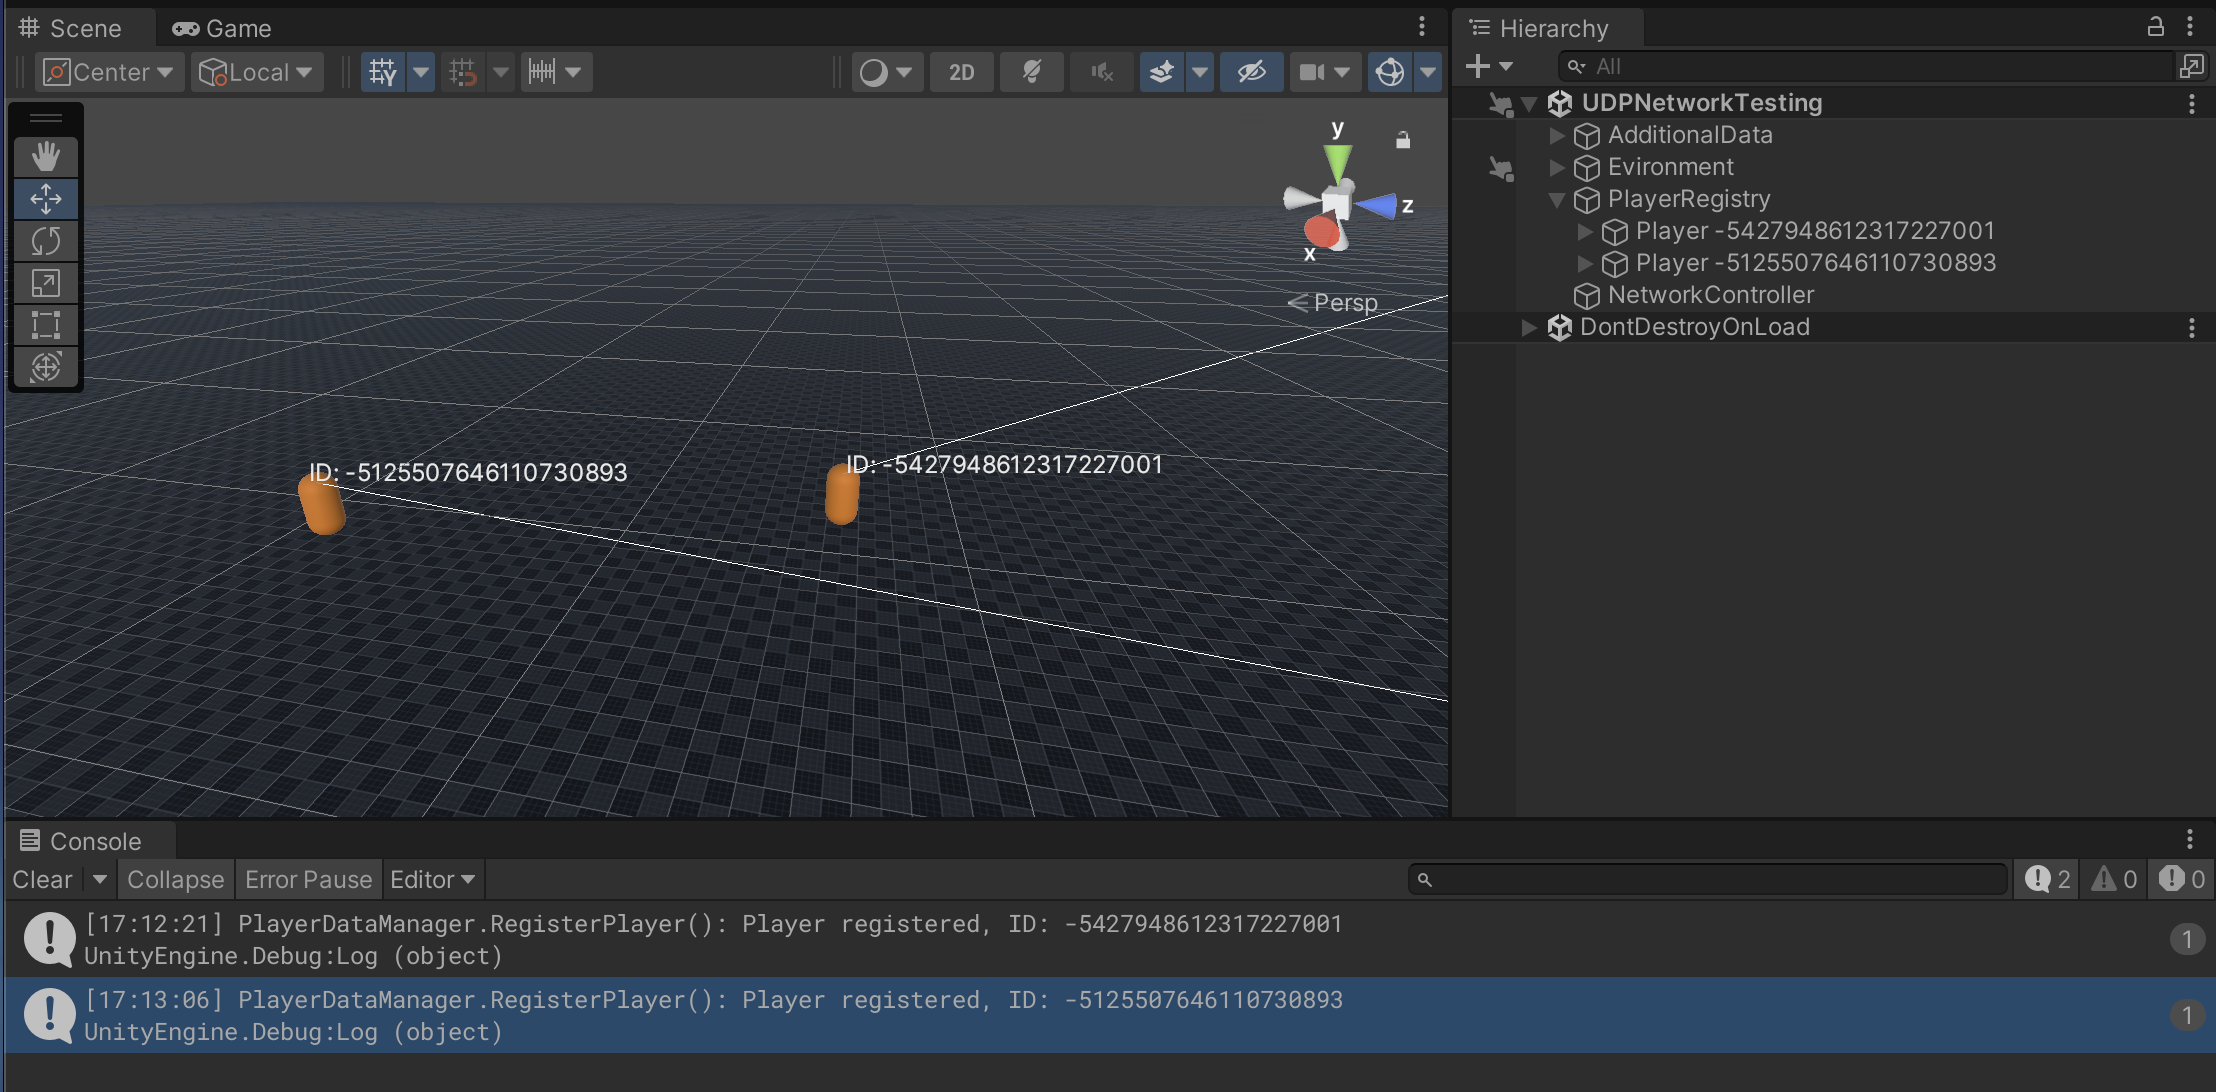 Scene
Game
Center
Local
2D
y
z
x
Persp
ID: -5125507646110730893
ID: -5427948612317227001
Hierarchy
All
UDPNetworkTesting
AdditionalData
Evironment
PlayerRegistry
Player -5427948612317227001
Player -5125507646110730893
NetworkController
DontDestroyOnLoad
Console
Clear
Collapse
Error Pause
Editor
2
0
0
[17:12:21] PlayerDataManager.RegisterPlayer(): Player registered, ID: -5427948612317227001
UnityEngine.Debug:Log (object)
1
[17:13:06] PlayerDataManager.RegisterPlayer(): Player registered, ID: -5125507646110730893
UnityEngine.Debug:Log (object)
1